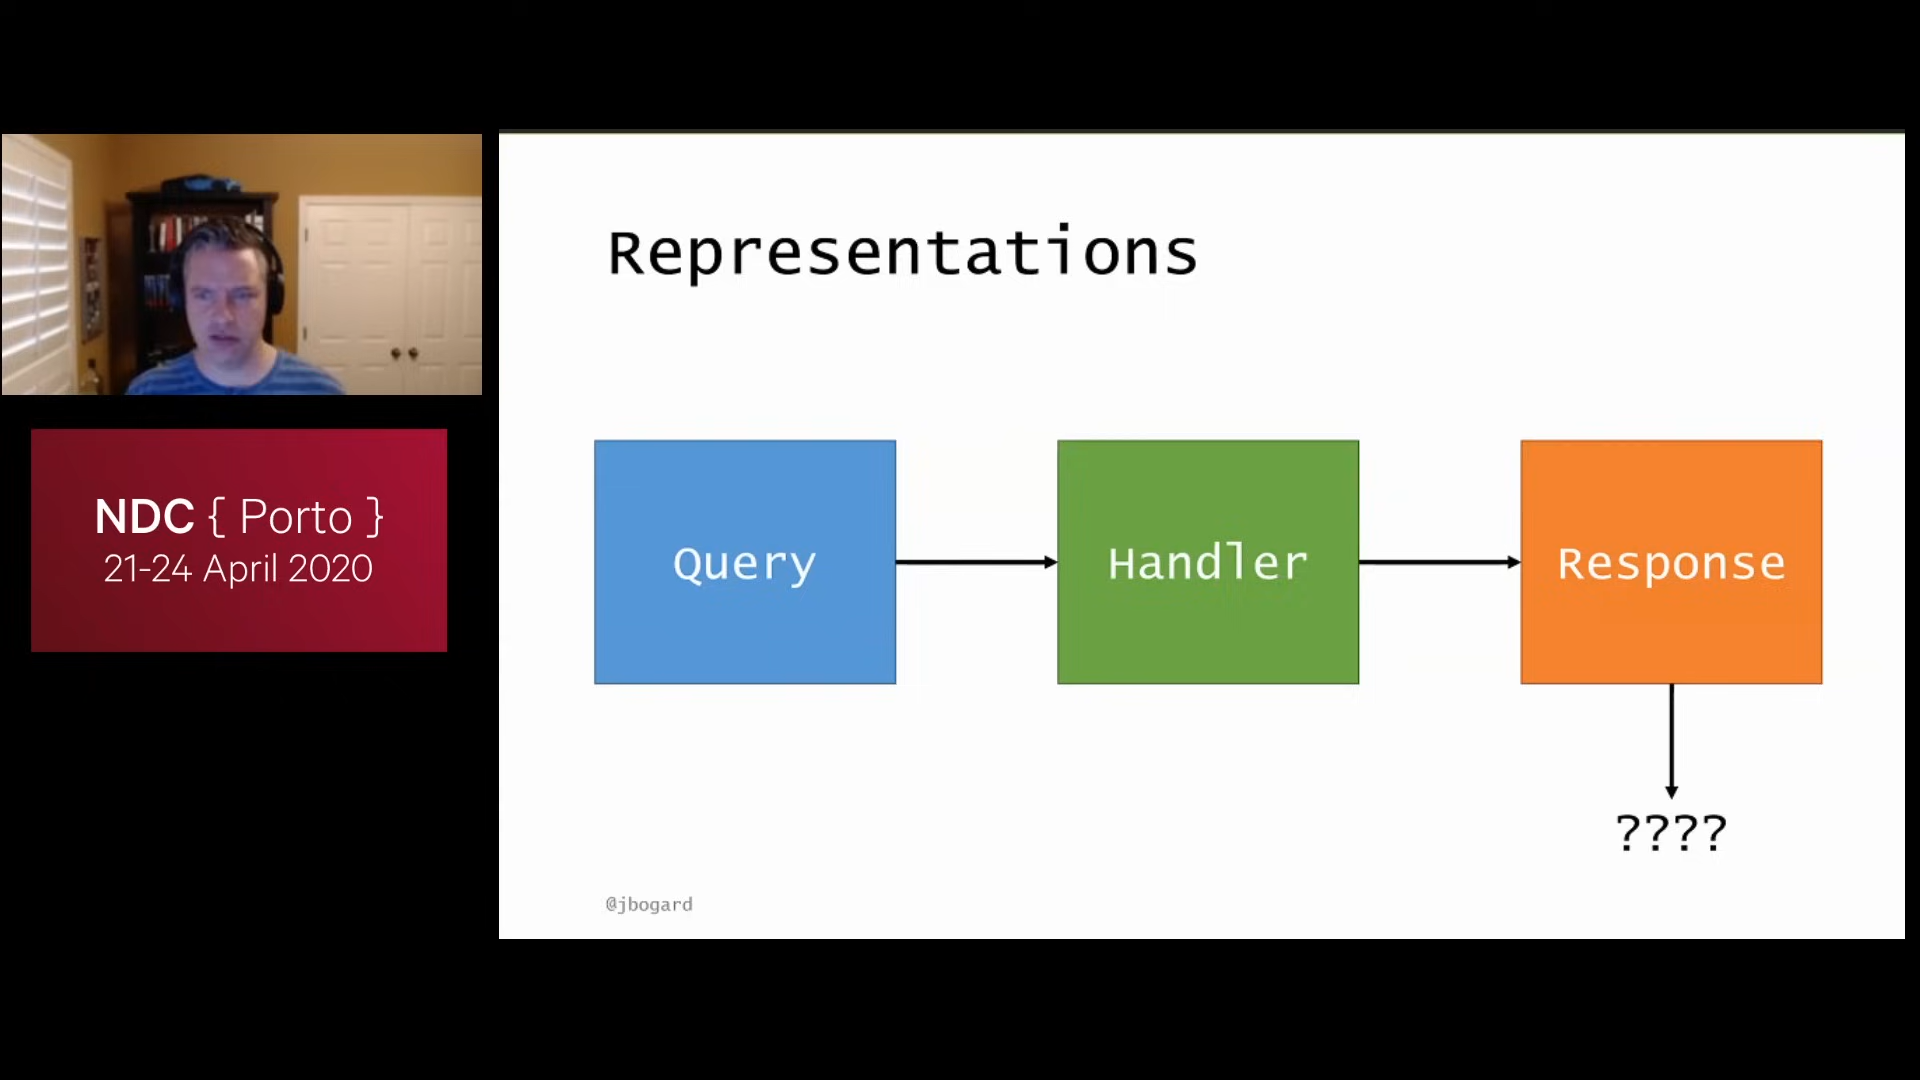 NDC { Porto }
21-24 April 2020
Representations
Query
Handler
Response
????
@jbogard